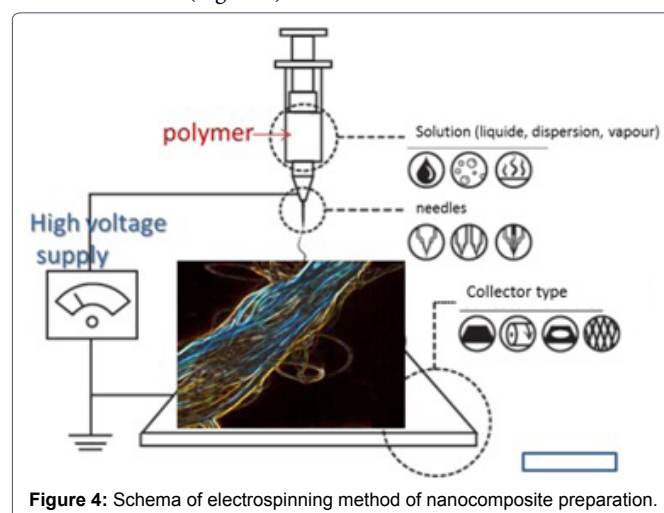 polymer
Solution (liquide, dispersion, vapour)
needles
High voltage
supply
Collector type
Figure 4: Schema of electrospinning method of nanocomposite preparation.